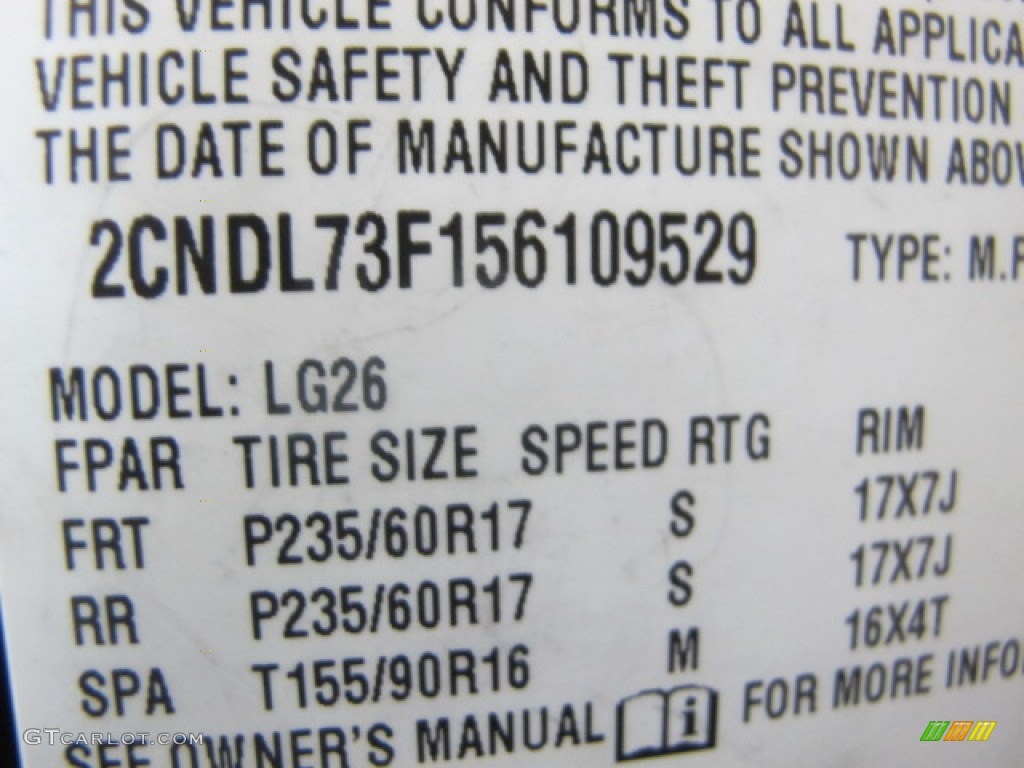 THIS VEHICLE CONFORMS TO ALL APPLICA
VEHICLE SAFETY AND THEFT PREVENTION
THE DATE OF MANUFACTURE SHOWN ABOV
2CNDL73F156109529 TYPE: M.P
MODEL: LG26
FPAR TIRE SIZE SPEED RTG RIM
FRT P235/60R17 S 17X7J
RR P235/60R17 S 17X7J
SPA T155/90R16 M 16X4T
SEE OWNER'S MANUAL i FOR MORE INFO
GTCARLOT.COM